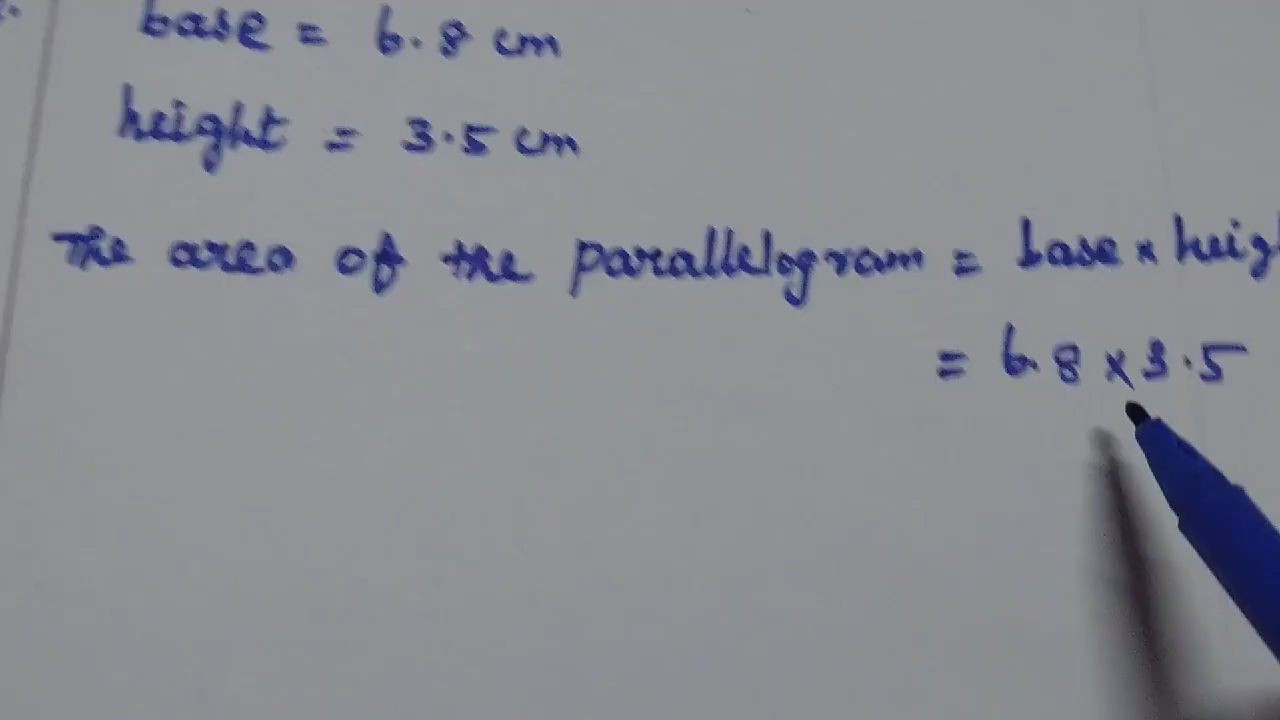 base = 6.8 cm
height = 3.5 cm
The area of the parallelogram = base × heig
= 6.8 × 3.5